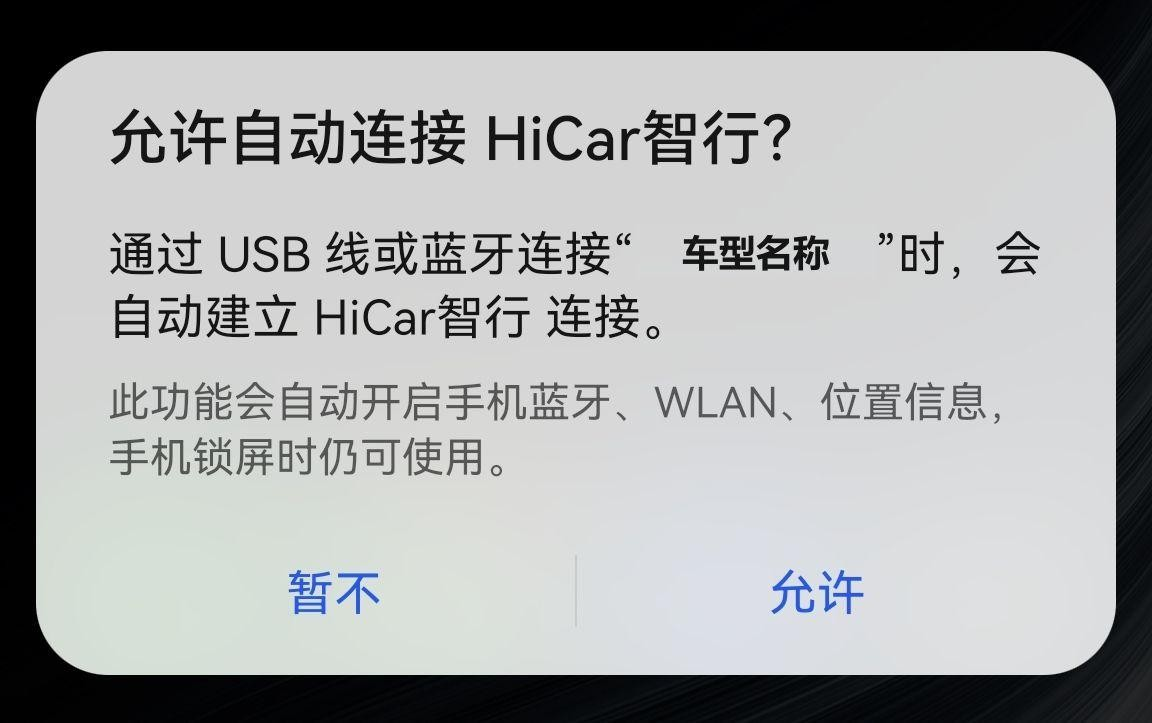 允许自动连接 HiCar智行?
通过 USB 线或蓝牙连接“ 车型名称 ”时，会
自动建立 HiCar智行 连接。
此功能会自动开启手机蓝牙、WLAN、位置信息，
手机锁屏时仍可使用。
暂不
允许